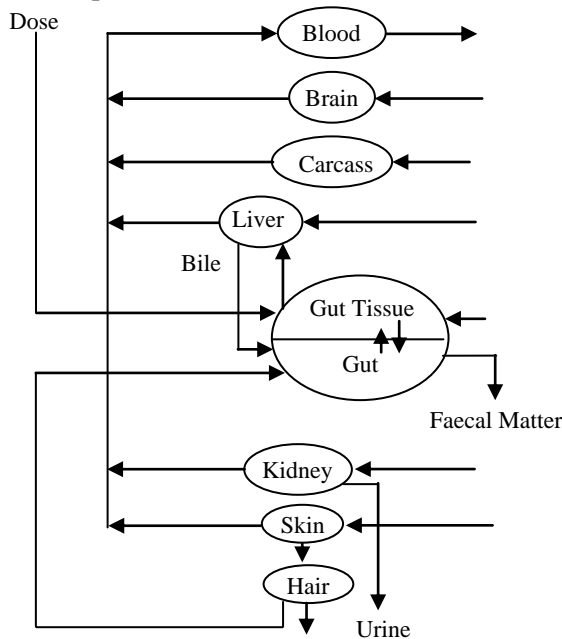 Dose
Blood
Brain
Carcass
Liver
Bile
Gut Tissue
Gut
Faecal Matter
Kidney
Skin
Hair
Urine